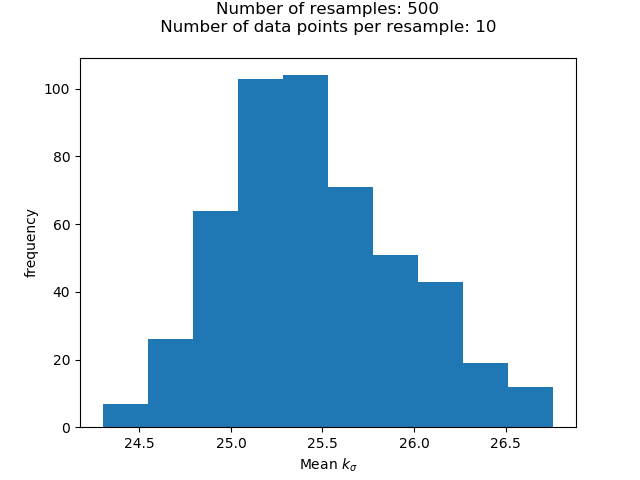 Number of resamples: 500
Number of data points per resample: 10
100
80
60
40
20
0
frequency
24.5 25.0 25.5 26.0 26.5
Mean k_σ